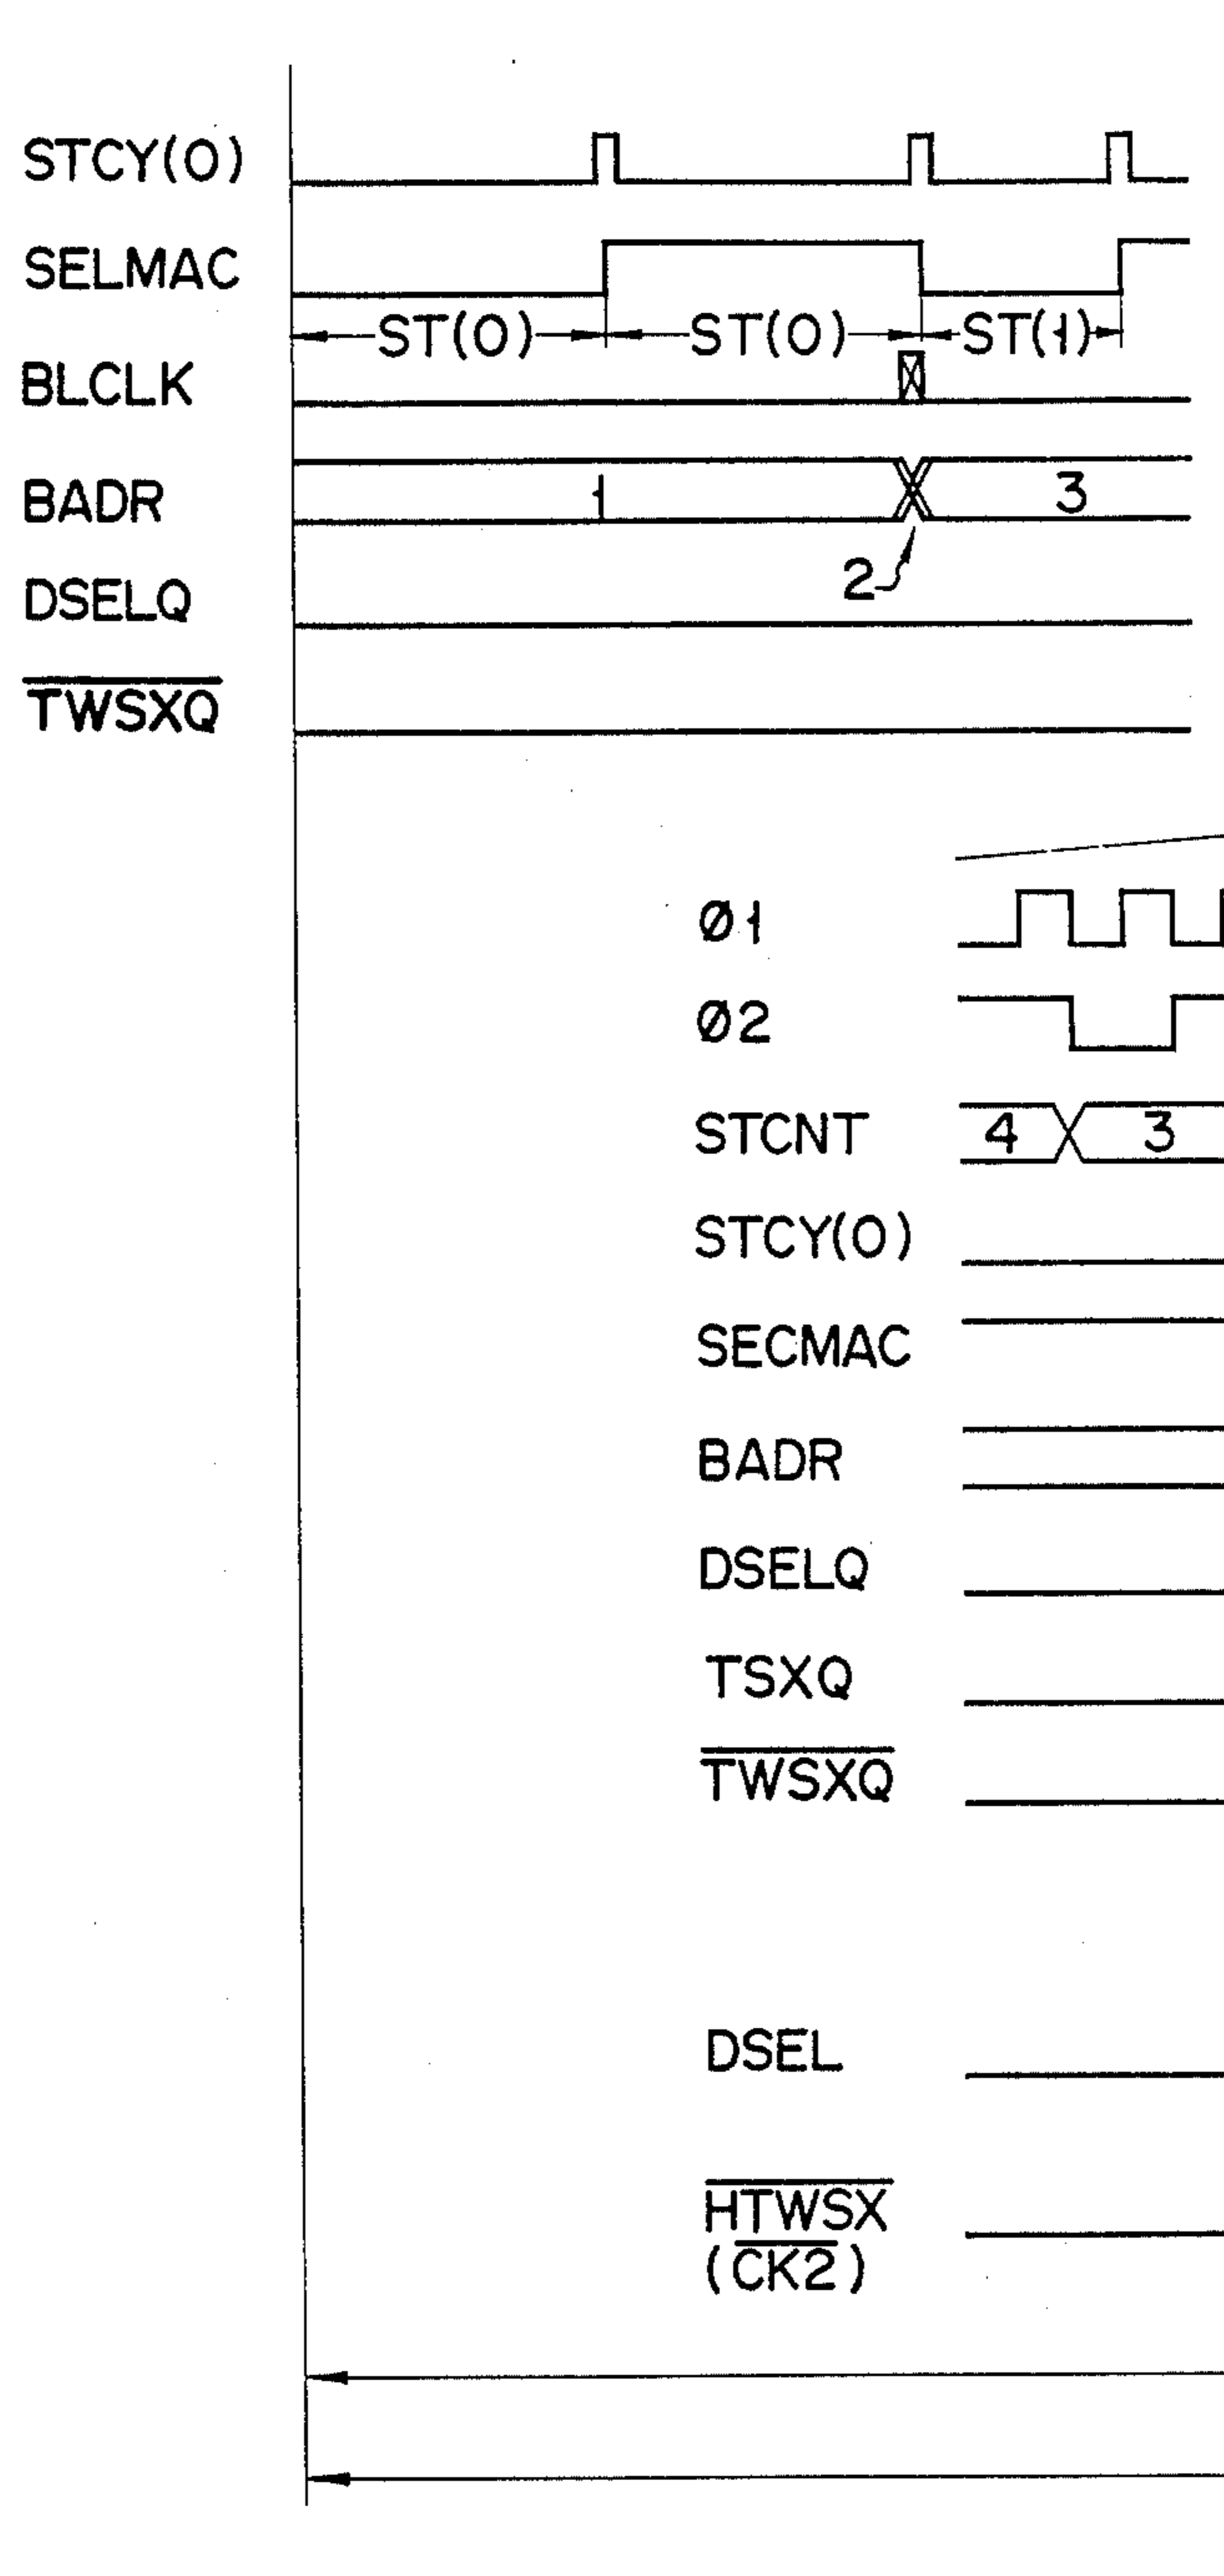 STCY(0)
SELMAC
ST(0) ST(0) ST(1)
BLCLK
BADR 1 3
2
DSELQ
TWSXQ
Ø1
Ø2
STCNT 4 3
STCY(0)
SECMAC
BADR
DSELQ
TSXQ
TWSXQ
DSEL
HTWSX
(CK2)